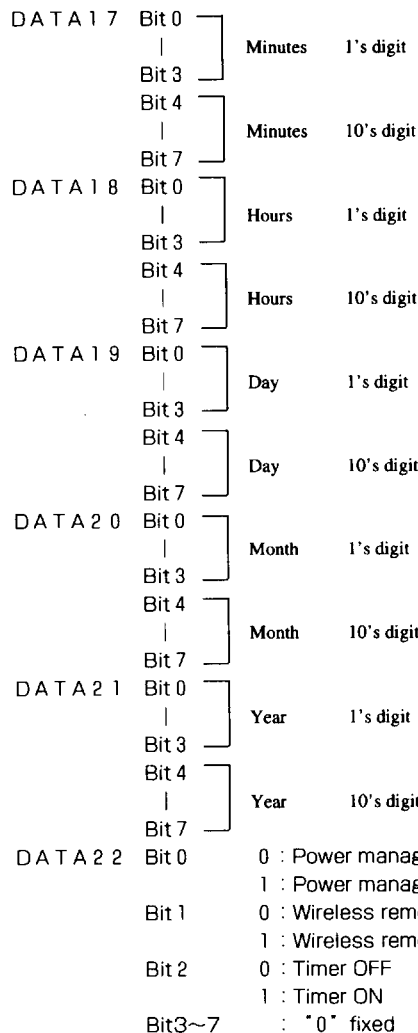 DATA17 Bit 0
|
Bit 3
Minutes 1's digit
Bit 4
|
Bit 7
Minutes 10's digit
DATA18 Bit 0
|
Bit 3
Hours 1's digit
Bit 4
|
Bit 7
Hours 10's digit
DATA19 Bit 0
|
Bit 3
Day 1's digit
Bit 4
|
Bit 7
Day 10's digit
DATA20 Bit 0
|
Bit 3
Month 1's digit
Bit 4
|
Bit 7
Month 10's digit
DATA21 Bit 0
|
Bit 3
Year 1's digit
Bit 4
|
Bit 7
Year 10's digit
DATA22 Bit 0 0 : Power manag
1 : Power manag
Bit 1 0 : Wireless rem
1 : Wireless rem
Bit 2 0 : Timer OFF
1 : Timer ON
Bit3~7 : "0" fixed